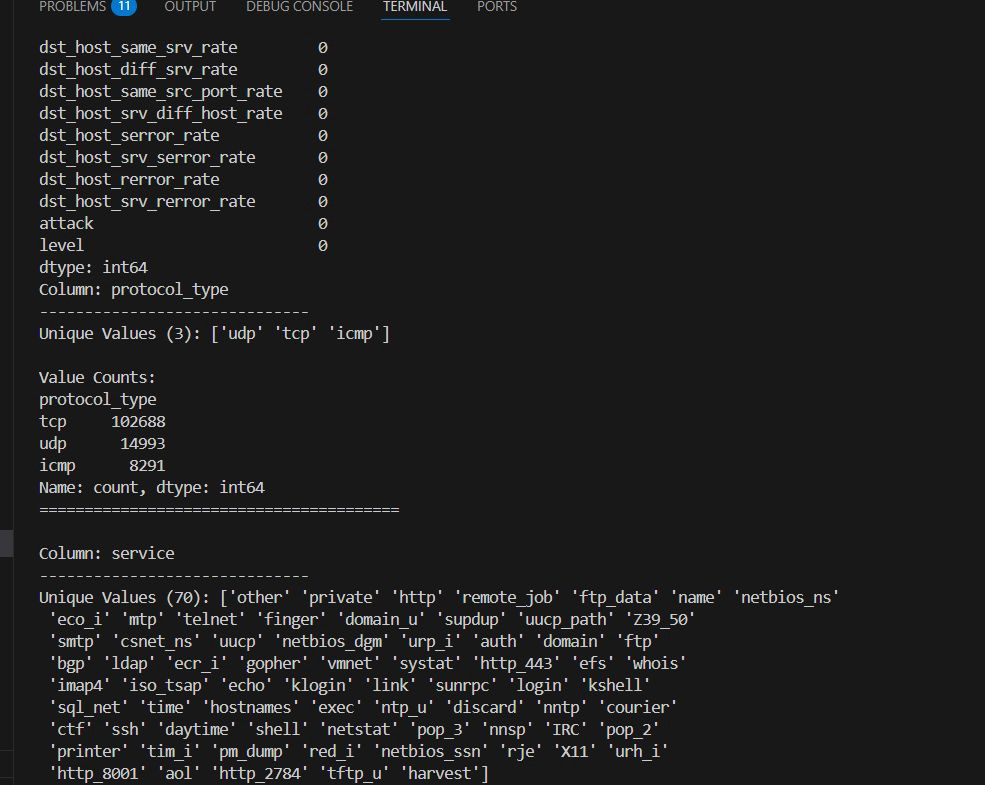 PROBLEMS 11 OUTPUT DEBUG CONSOLE TERMINAL PORTS
dst_host_same_srv_rate 0
dst_host_diff_srv_rate 0
dst_host_same_src_port_rate 0
dst_host_srv_diff_host_rate 0
dst_host_serror_rate 0
dst_host_srv_serror_rate 0
dst_host_rerror_rate 0
dst_host_srv_rerror_rate 0
attack 0
level 0
dtype: int64
Column: protocol_type
------------------------------
Unique Values (3): ['udp' 'tcp' 'icmp']
Value Counts:
protocol_type
tcp 102688
udp 14993
icmp 8291
Name: count, dtype: int64
========================================
Column: service
------------------------------
Unique Values (70): ['other' 'private' 'http' 'remote_job' 'ftp_data' 'name' 'netbios_ns'
'eco_i' 'mtp' 'telnet' 'finger' 'domain_u' 'supdup' 'uucp_path' 'Z39_50'
'smtp' 'csnet_ns' 'uucp' 'netbios_dgm' 'urp_i' 'auth' 'domain' 'ftp'
'bgp' 'ldap' 'ecr_i' 'gopher' 'vmnet' 'systat' 'http_443' 'efs' 'whois'
'imap4' 'iso_tsap' 'echo' 'klogin' 'link' 'sunrpc' 'login' 'kshell'
'sql_net' 'time' 'hostnames' 'exec' 'ntp_u' 'discard' 'nntp' 'courier'
'ctf' 'ssh' 'daytime' 'shell' 'netstat' 'pop_3' 'nnsp' 'IRC' 'pop_2'
'printer' 'tim_i' 'pm_dump' 'red_i' 'netbios_ssn' 'rje' 'X11' 'urh_i'
'http_8001' 'aol' 'http_2784' 'tftp_u' 'harvest']